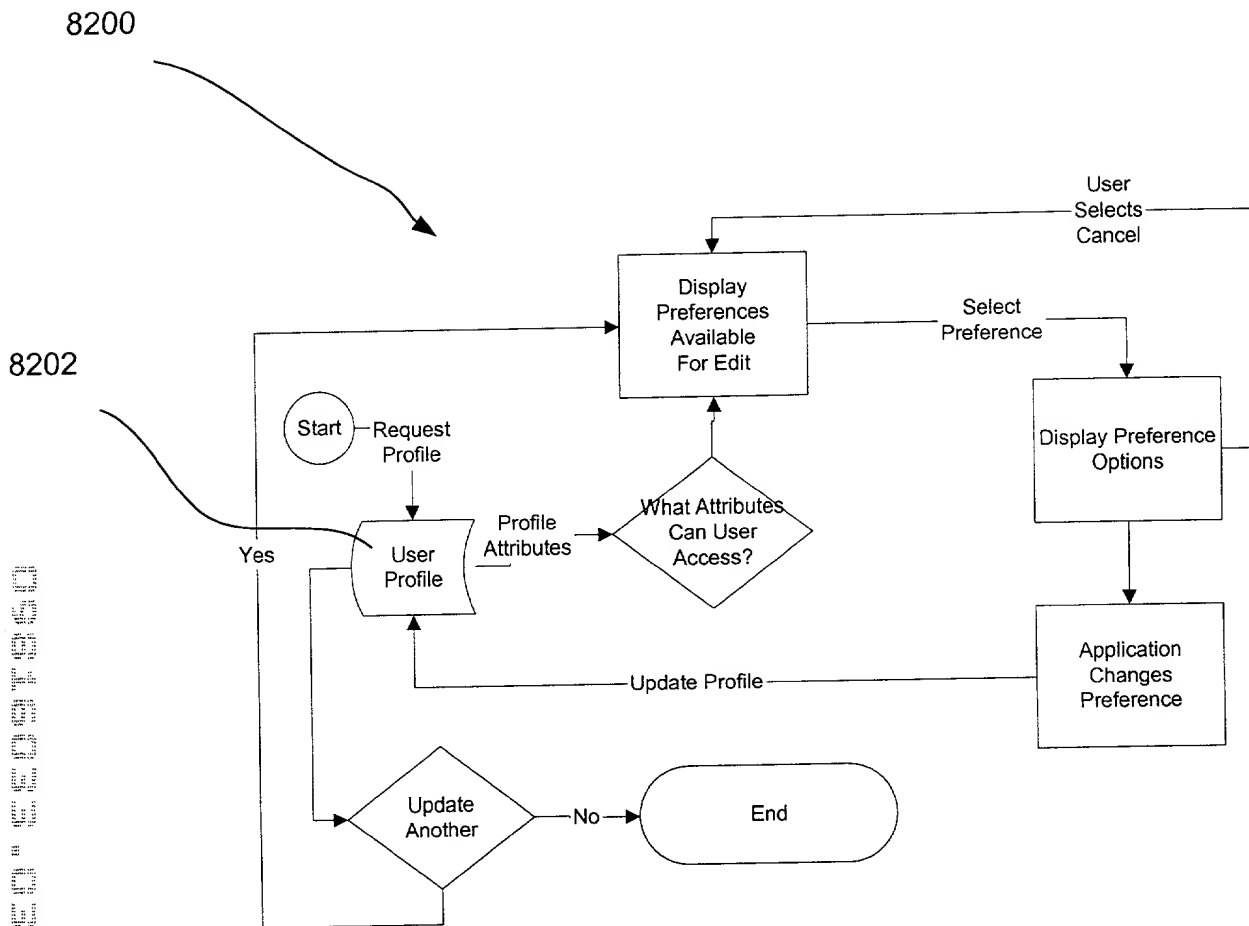 8200
User
Selects
Cancel
Display
Preferences
Available
For Edit
Select
Preference
8202
Start
Request
Profile
Display Preference
Options
What Attributes
Can User
Access?
Profile
Attributes
User
Profile
Yes
Application
Changes
Preference
Update Profile
Update
Another
No
End